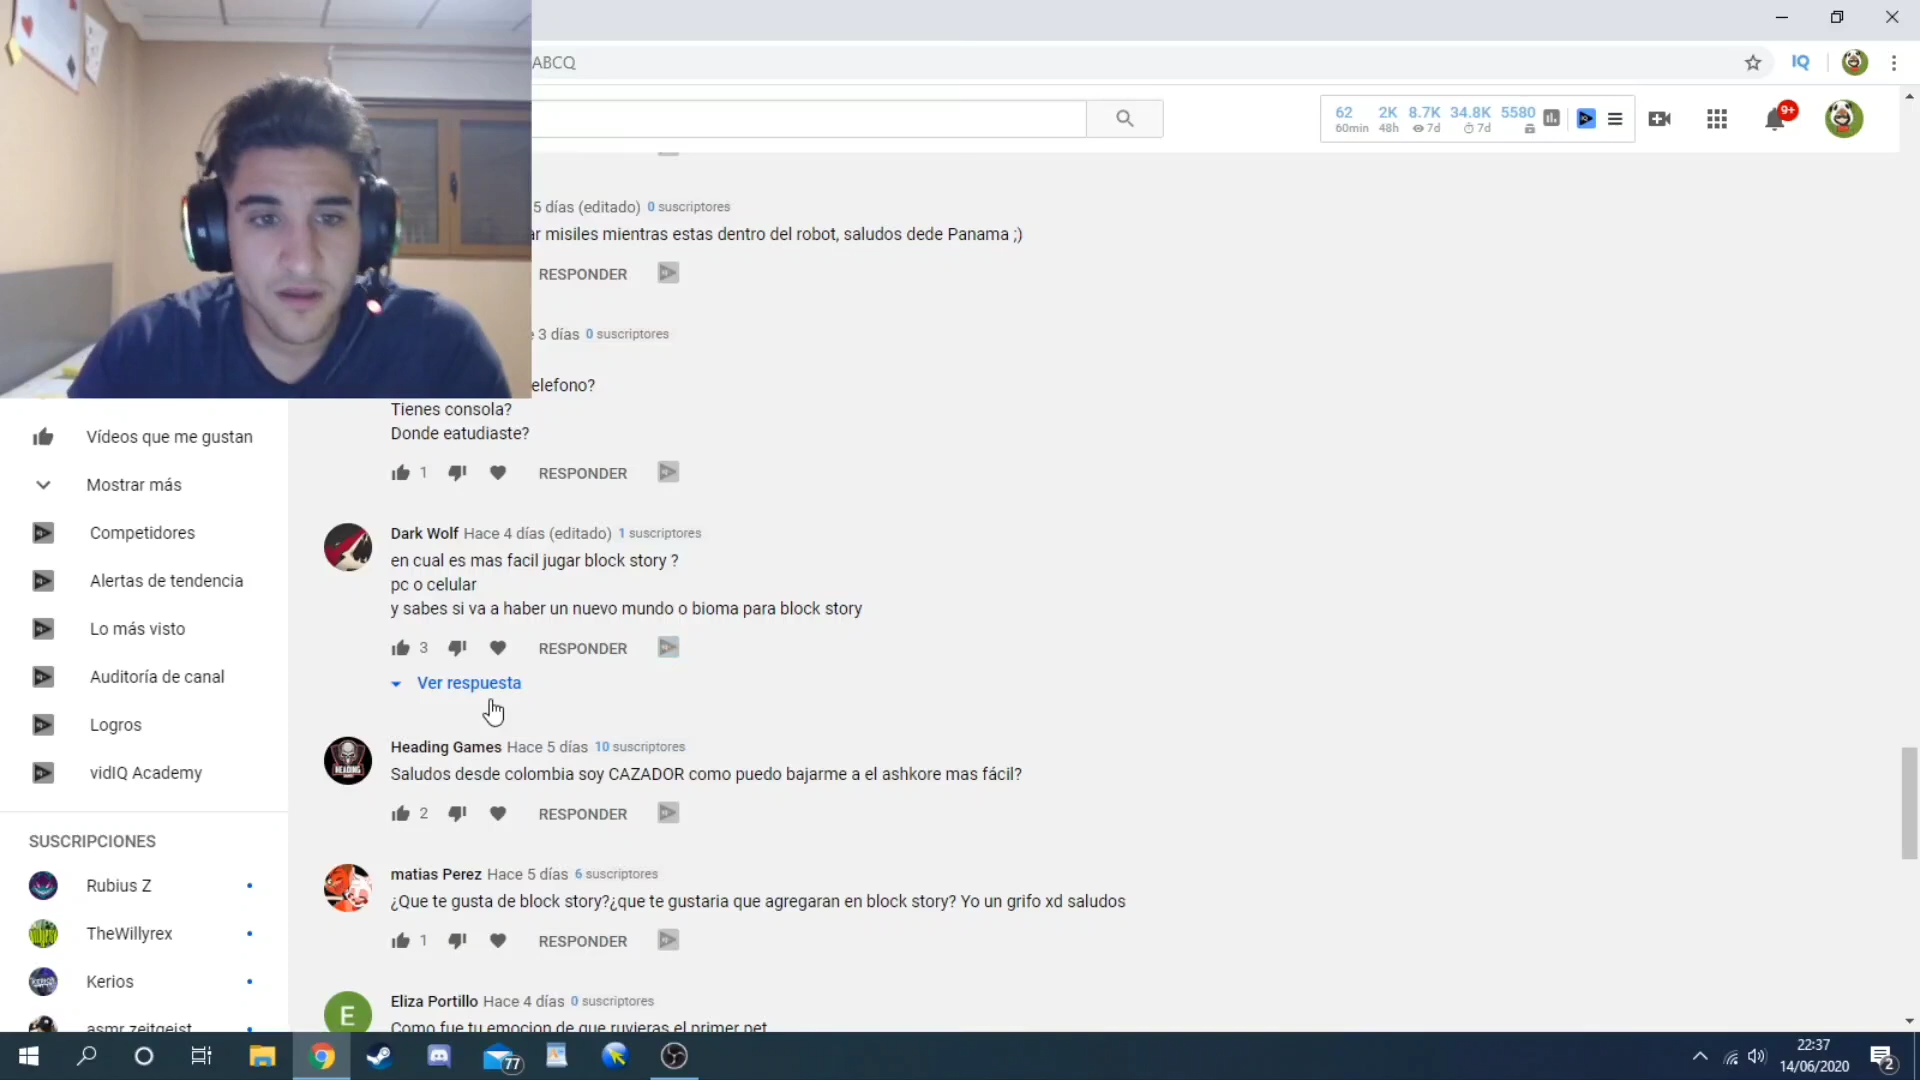 ABCQ
IQ
62 2K 8.7K 34.8K 5580
60min 48h 7d 7d
9+
5 días (editado) 0 suscriptores
ar misiles mientras estas dentro del robot, saludos dede Panama ;)
RESPONDER
3 días 0 suscriptores
elefono?
Tienes consola?
Donde eatudiaste?
1 RESPONDER
Dark Wolf Hace 4 días (editado) 1 suscriptores
en cual es mas facil jugar block story ?
pc o celular
y sabes si va a haber un nuevo mundo o bioma para block story
3 RESPONDER
Ver respuesta
Heading Games Hace 5 días 10 suscriptores
Saludos desde colombia soy CAZADOR como puedo bajarme a el ashkore mas fácil?
2 RESPONDER
matias Perez Hace 5 días 6 suscriptores
¿Que te gusta de block story?¿que te gustaria que agregaran en block story? Yo un grifo xd saludos
1 RESPONDER
E
Eliza Portillo Hace 4 días 0 suscriptores
Como fue tu emocion de que ruvieras el primer pet
Vídeos que me gustan
Mostrar más
Competidores
Alertas de tendencia
Lo más visto
Auditoría de canal
Logros
vidIQ Academy
SUSCRIPCIONES
Rubius Z
TheWillyrex
Kerios
asmr zeitgeist
77
22:37
14/06/2020
2